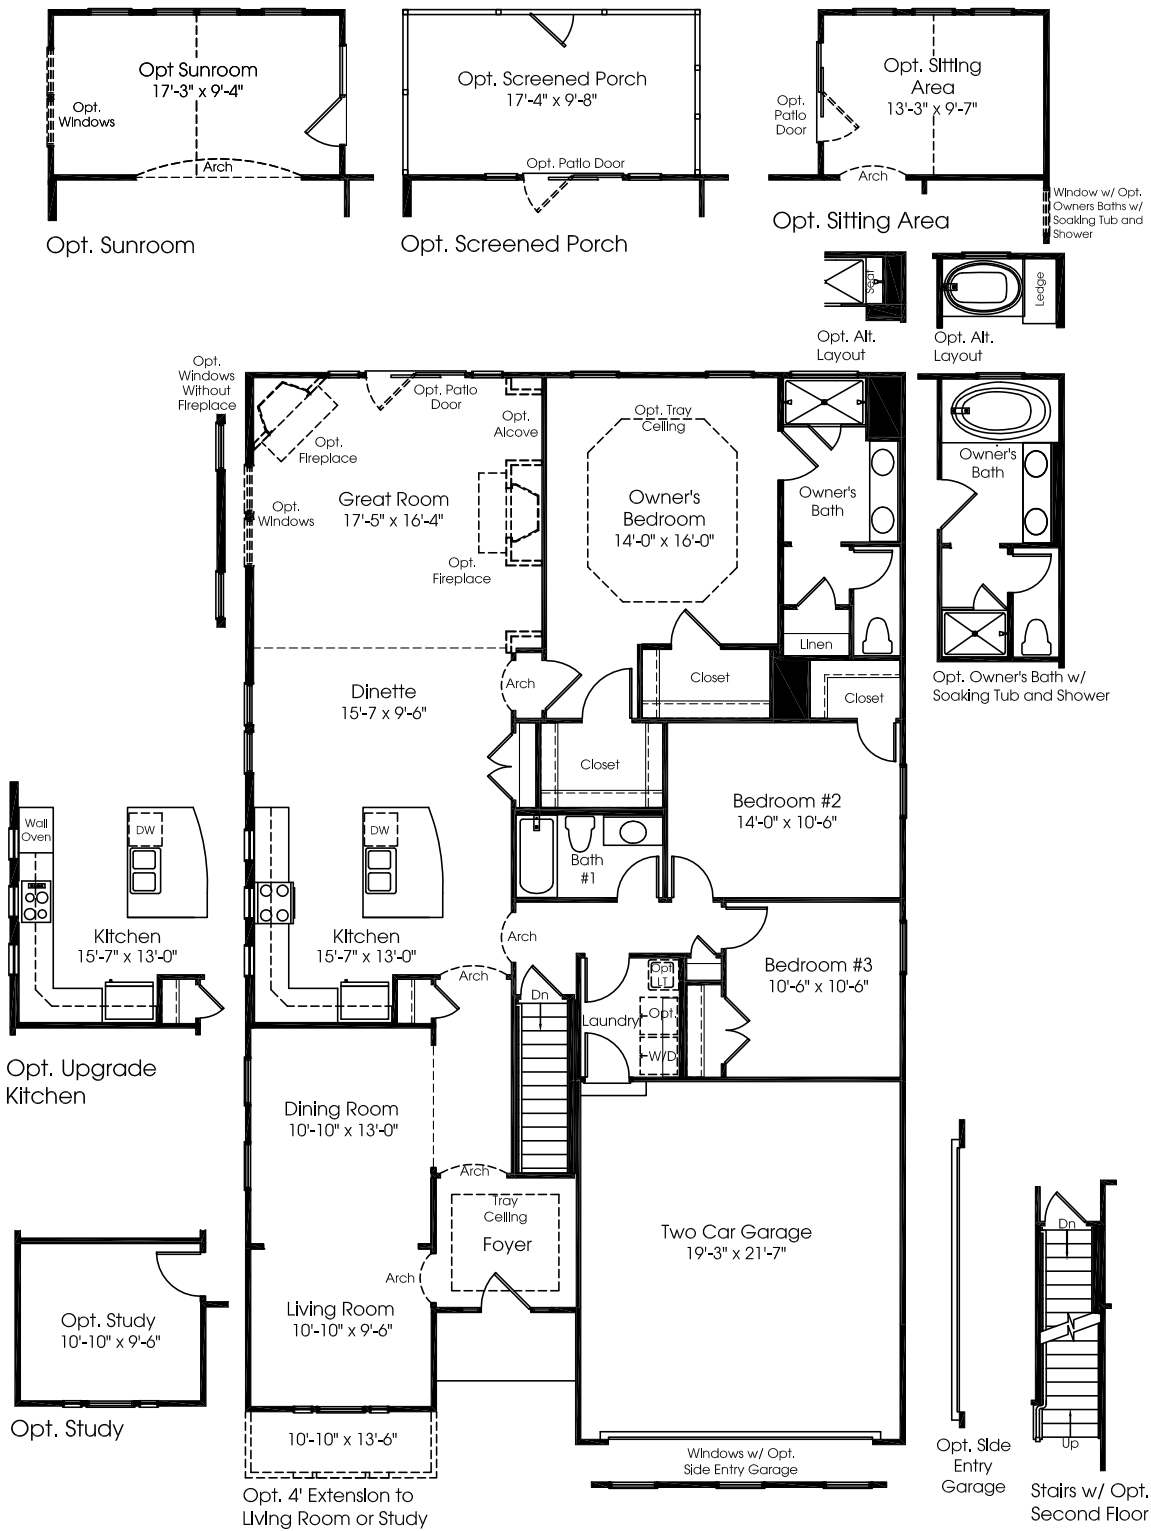 Opt Sunroom
17'-3" x 9'-4"
Opt.
Windows
Arch
Opt. Sunroom
Opt. Screened Porch
17'-4" x 9'-8"
Opt. Patio Door
Opt. Screened Porch
Opt. Sitting
Area
13'-3" x 9'-7"
Opt.
Patio
Door
Arch
Opt. Sitting Area
Window w/ Opt.
Owners Baths w/
Soaking Tub and
Shower
Seat
Opt. Alt.
Layout
Ledge
Opt. Alt.
Layout
Opt.
Windows
Without
Fireplace
Opt.
Fireplace
Opt. Patio
Door
Opt.
Alcove
Great Room
17'-5" x 16'-4"
Opt.
Windows
Opt.
Fireplace
Opt. Tray
Ceiling
Owner's
Bedroom
14'-0" x 16'-0"
Owner's
Bath
Linen
Owner's
Bath
Opt. Owner's Bath w/
Soaking Tub and Shower
Dinette
15'-7 x 9'-6"
Arch
Closet
Closet
Closet
Bedroom #2
14'-0" x 10'-6"
Wall
Oven
DW
Kitchen
15'-7" x 13'-0"
Opt. Upgrade
Kitchen
DW
Kitchen
15'-7" x 13'-0"
Arch
Bath
#1
Arch
Bedroom #3
10'-6" x 10'-6"
Dn
Opt
LT
Laundry
Opt.
W/D
Dining Room
10'-10" x 13'-0"
Arch
Tray
Ceiling
Foyer
Arch
Living Room
10'-10" x 9'-6"
Two Car Garage
19'-3" x 21'-7"
Opt. Study
10'-10" x 9'-6"
Opt. Study
10'-10" x 13'-6"
Opt. 4' Extension to
Living Room or Study
Windows w/ Opt.
Side Entry Garage
Opt. Side
Entry
Garage
Dn
Up
Stairs w/ Opt.
Second Floor